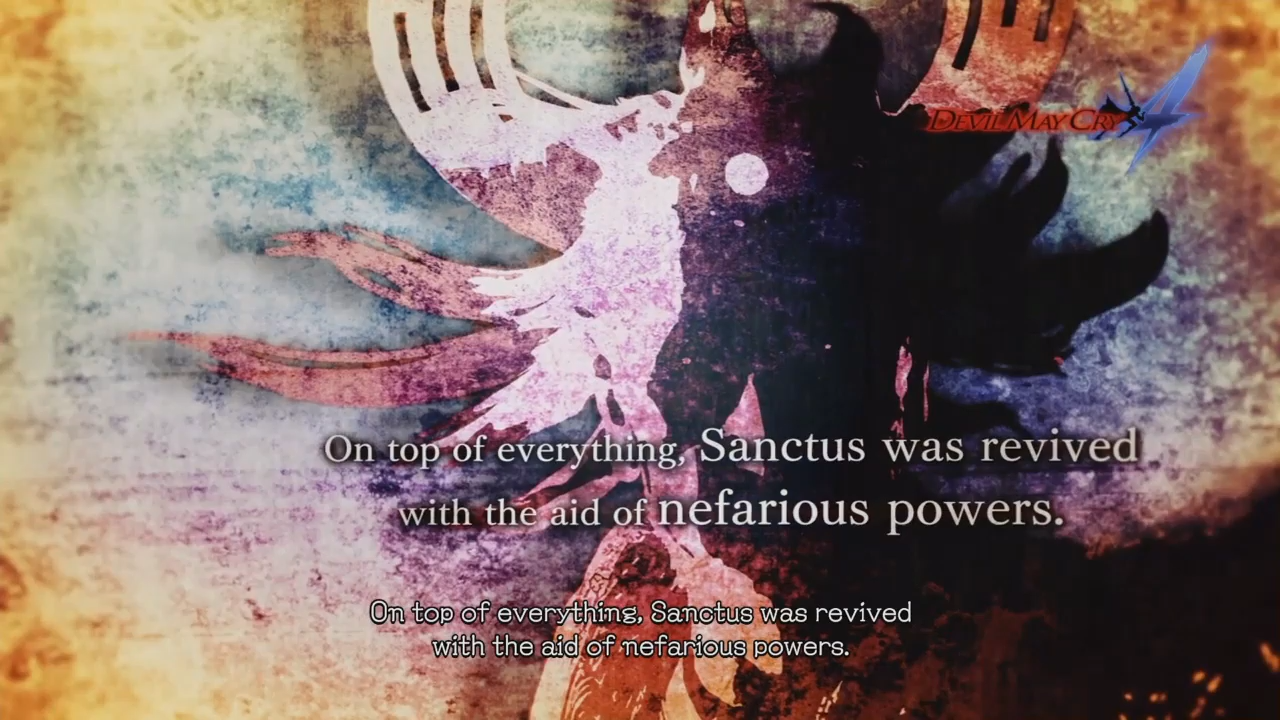 DEVIL MAY CRY 4
On top of everything, Sanctus was revived
with the aid of nefarious powers.
On top of everything, Sanctus was revived
with the aid of nefarious powers.